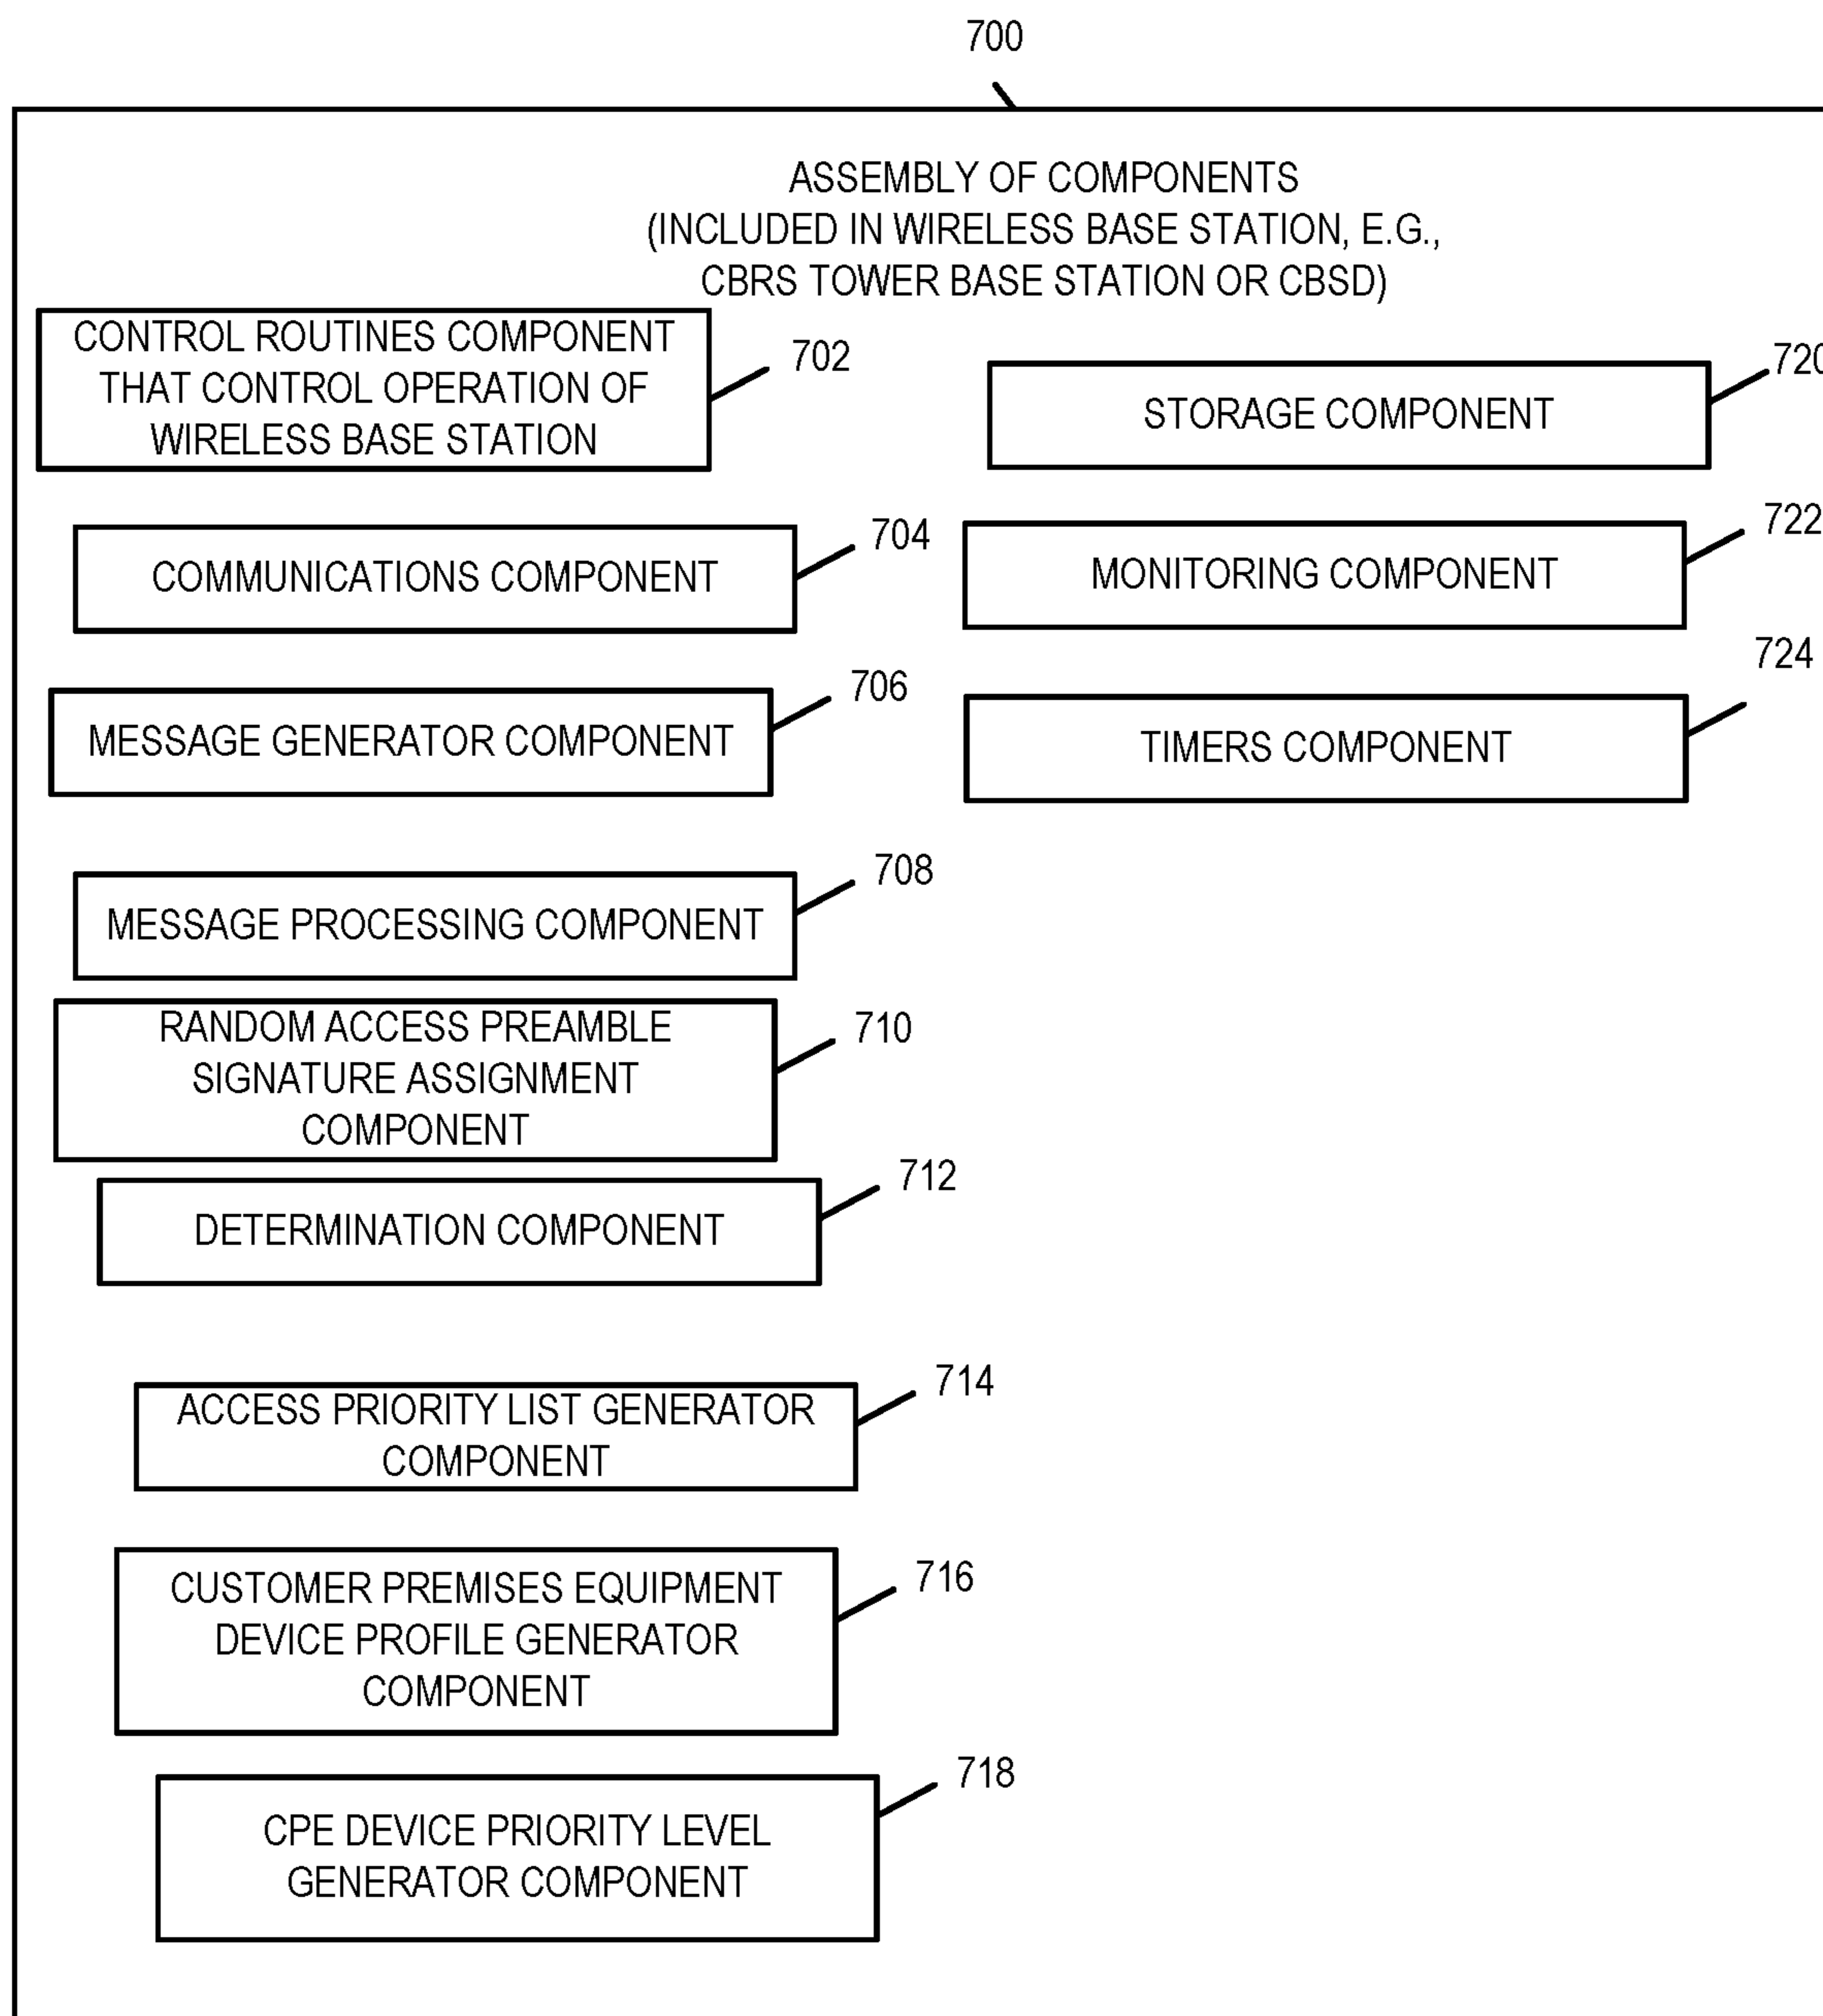 700
ASSEMBLY OF COMPONENTS
(INCLUDED IN WIRELESS BASE STATION, E.G.,
CBRS TOWER BASE STATION OR CBSD)
CONTROL ROUTINES COMPONENT
THAT CONTROL OPERATION OF
WIRELESS BASE STATION
702
COMMUNICATIONS COMPONENT
704
MESSAGE GENERATOR COMPONENT
706
MESSAGE PROCESSING COMPONENT
708
RANDOM ACCESS PREAMBLE
SIGNATURE ASSIGNMENT
COMPONENT
710
DETERMINATION COMPONENT
712
ACCESS PRIORITY LIST GENERATOR
COMPONENT
714
CUSTOMER PREMISES EQUIPMENT
DEVICE PROFILE GENERATOR
COMPONENT
716
CPE DEVICE PRIORITY LEVEL
GENERATOR COMPONENT
718
STORAGE COMPONENT
720
MONITORING COMPONENT
722
TIMERS COMPONENT
724